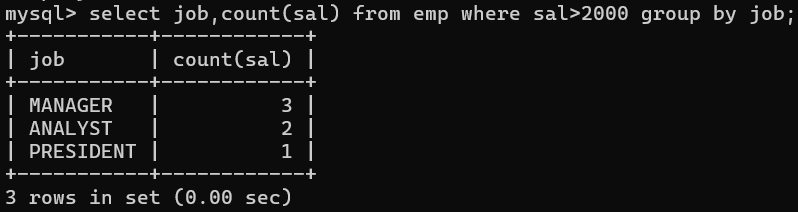 mysql> select job,count(sal) from emp where sal>2000 group by job;
+-----------+------------+
| job       | count(sal) |
+-----------+------------+
| MANAGER   |          3 |
| ANALYST   |          2 |
| PRESIDENT |          1 |
+-----------+------------+
3 rows in set (0.00 sec)